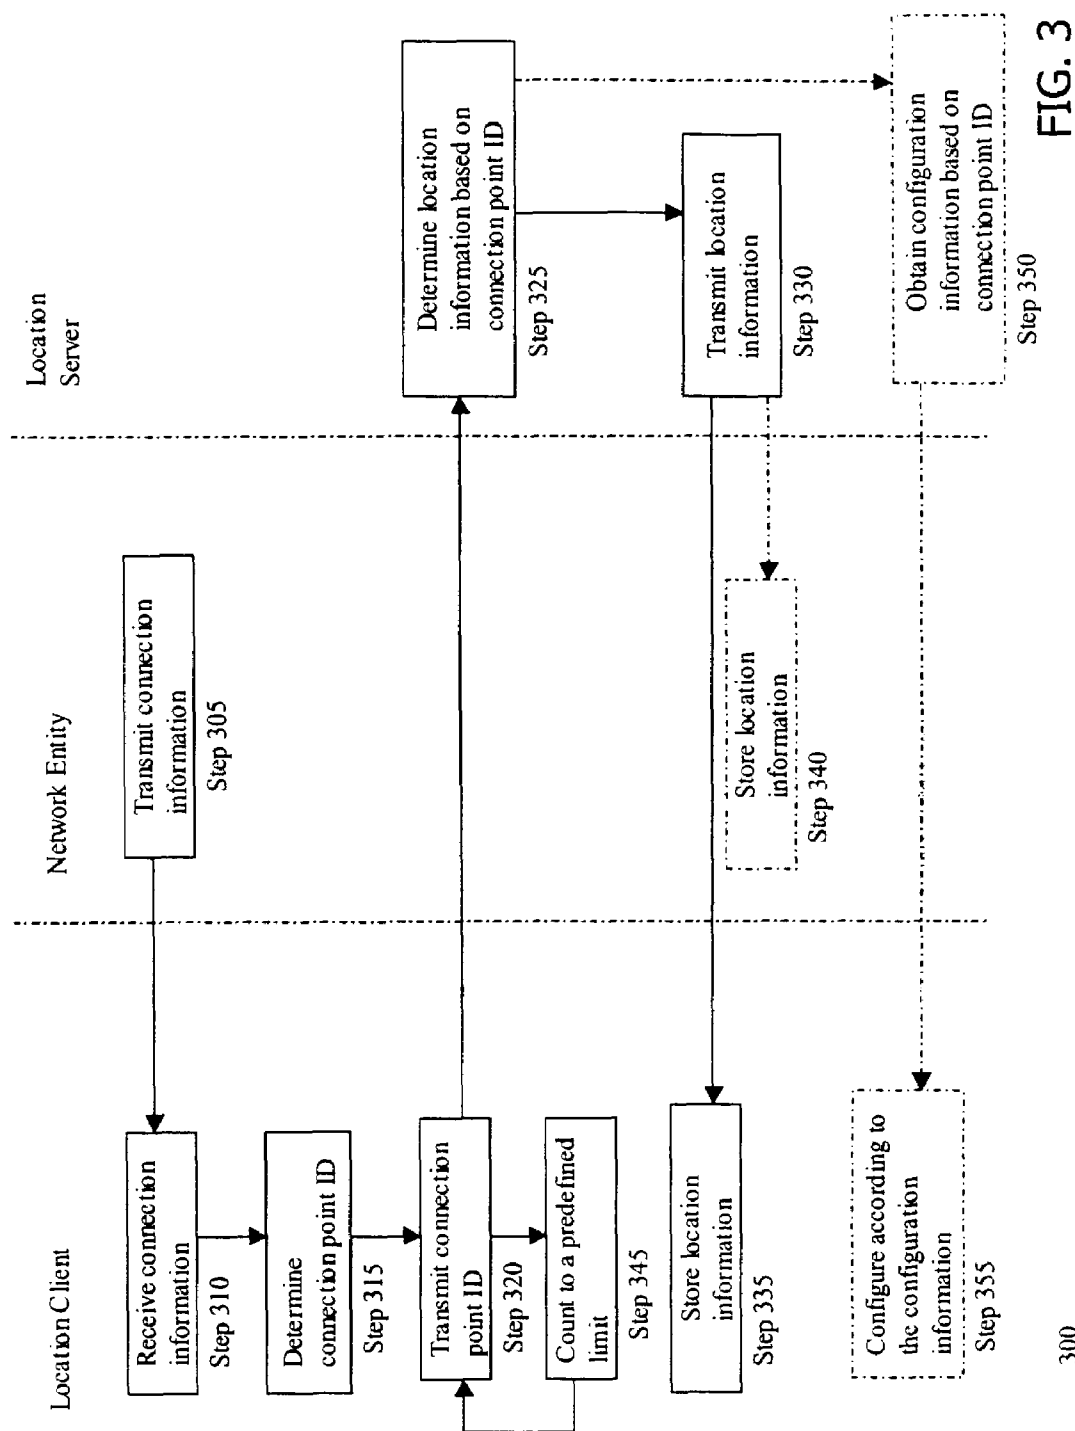 Location Client
Network Entity
Location
Server
Transmit connection
information
Step 305
Receive connection
information
Step 310
Determine
connection point ID
Step 315
Transmit connection
point ID
Step 320
Count to a predefined
limit
Step 345
Determine location
information based on
connection point ID
Step 325
Transmit location
information
Step 330
Store location
information
Step 335
Store location
information
Step 340
Obtain configuration
information based on
connection point ID
Step 350
Configure according to
the configuration
information
Step 355
300
FIG. 3